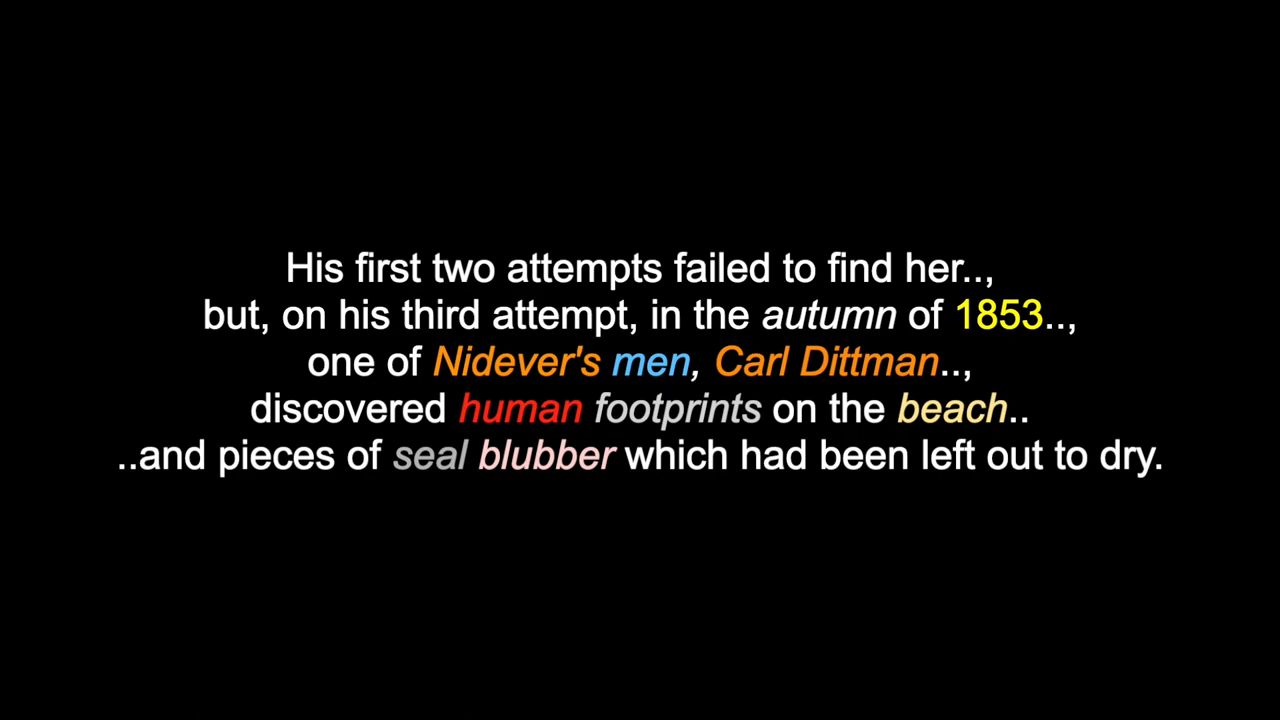 His first two attempts failed to find her..,
but, on his third attempt, in the autumn of 1853..,
one of Nidever's men, Carl Dittman..,
discovered human footprints on the beach..
..and pieces of seal blubber which had been left out to dry.